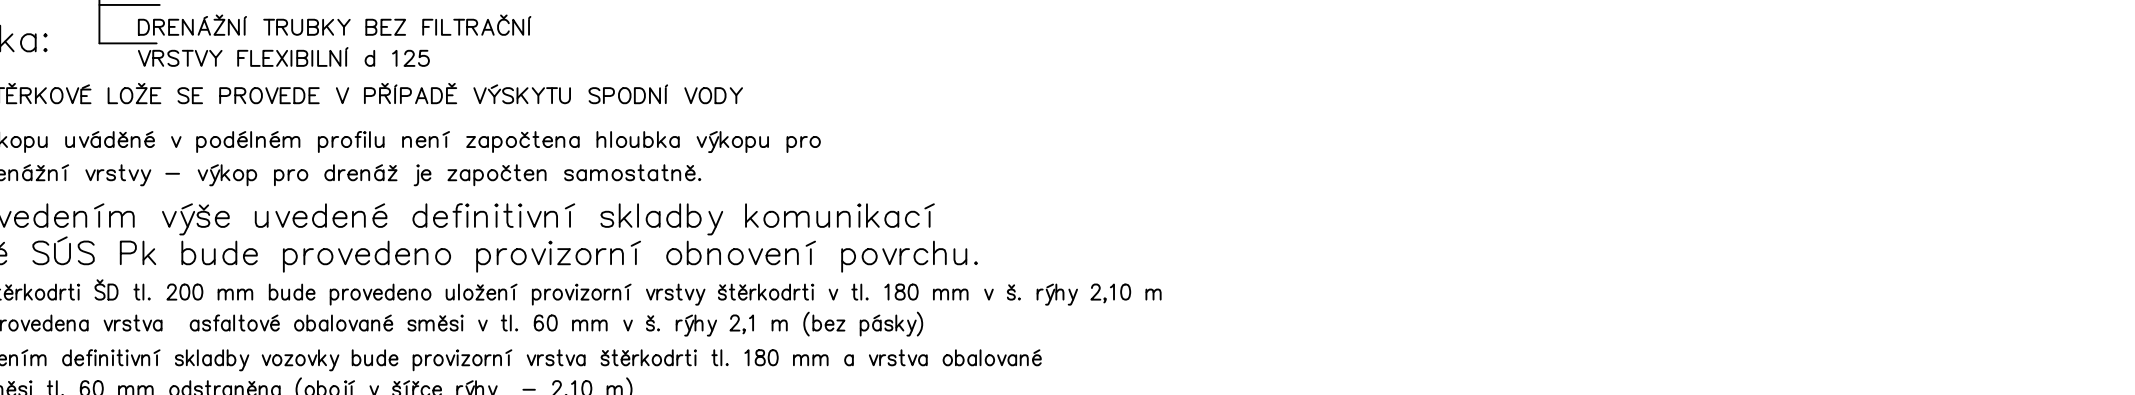 DRENÁŽNÍ TRUBKY BEZ FILTRAČNÍ
ka:
VRSTVY FLEXIBILNÍ d 125
TĚRKOVÉ LOŽE SE PROVEDE V PŘÍPADĚ VÝSKYTU SPODNÍ VODY
kopu uváděné v podélném profilu není započtena hloubka výkopu pro
enážní vrstvy – výkop pro drenáž je započten samostatně.
vedením výše uvedené definitivní skladby komunikací
é SÚS Pk bude provedeno provizorní obnovení povrchu.
těrkodrti ŠD tl. 200 mm bude provedeno uložení provizorní vrstvy štěrkodrti v tl. 180 mm v š. rýhy 2,10 m
rovedena vrstva asfaltové obalované směsi v tl. 60 mm v š. rýhy 2,1 m (bez pásky)
ením definitivní skladby vozovky bude provizorní vrstva štěrkodrti tl. 180 mm a vrstva obalované
měsi tl. 60 mm odstraněna (obojí v šířce rýhy – 2,10 m)